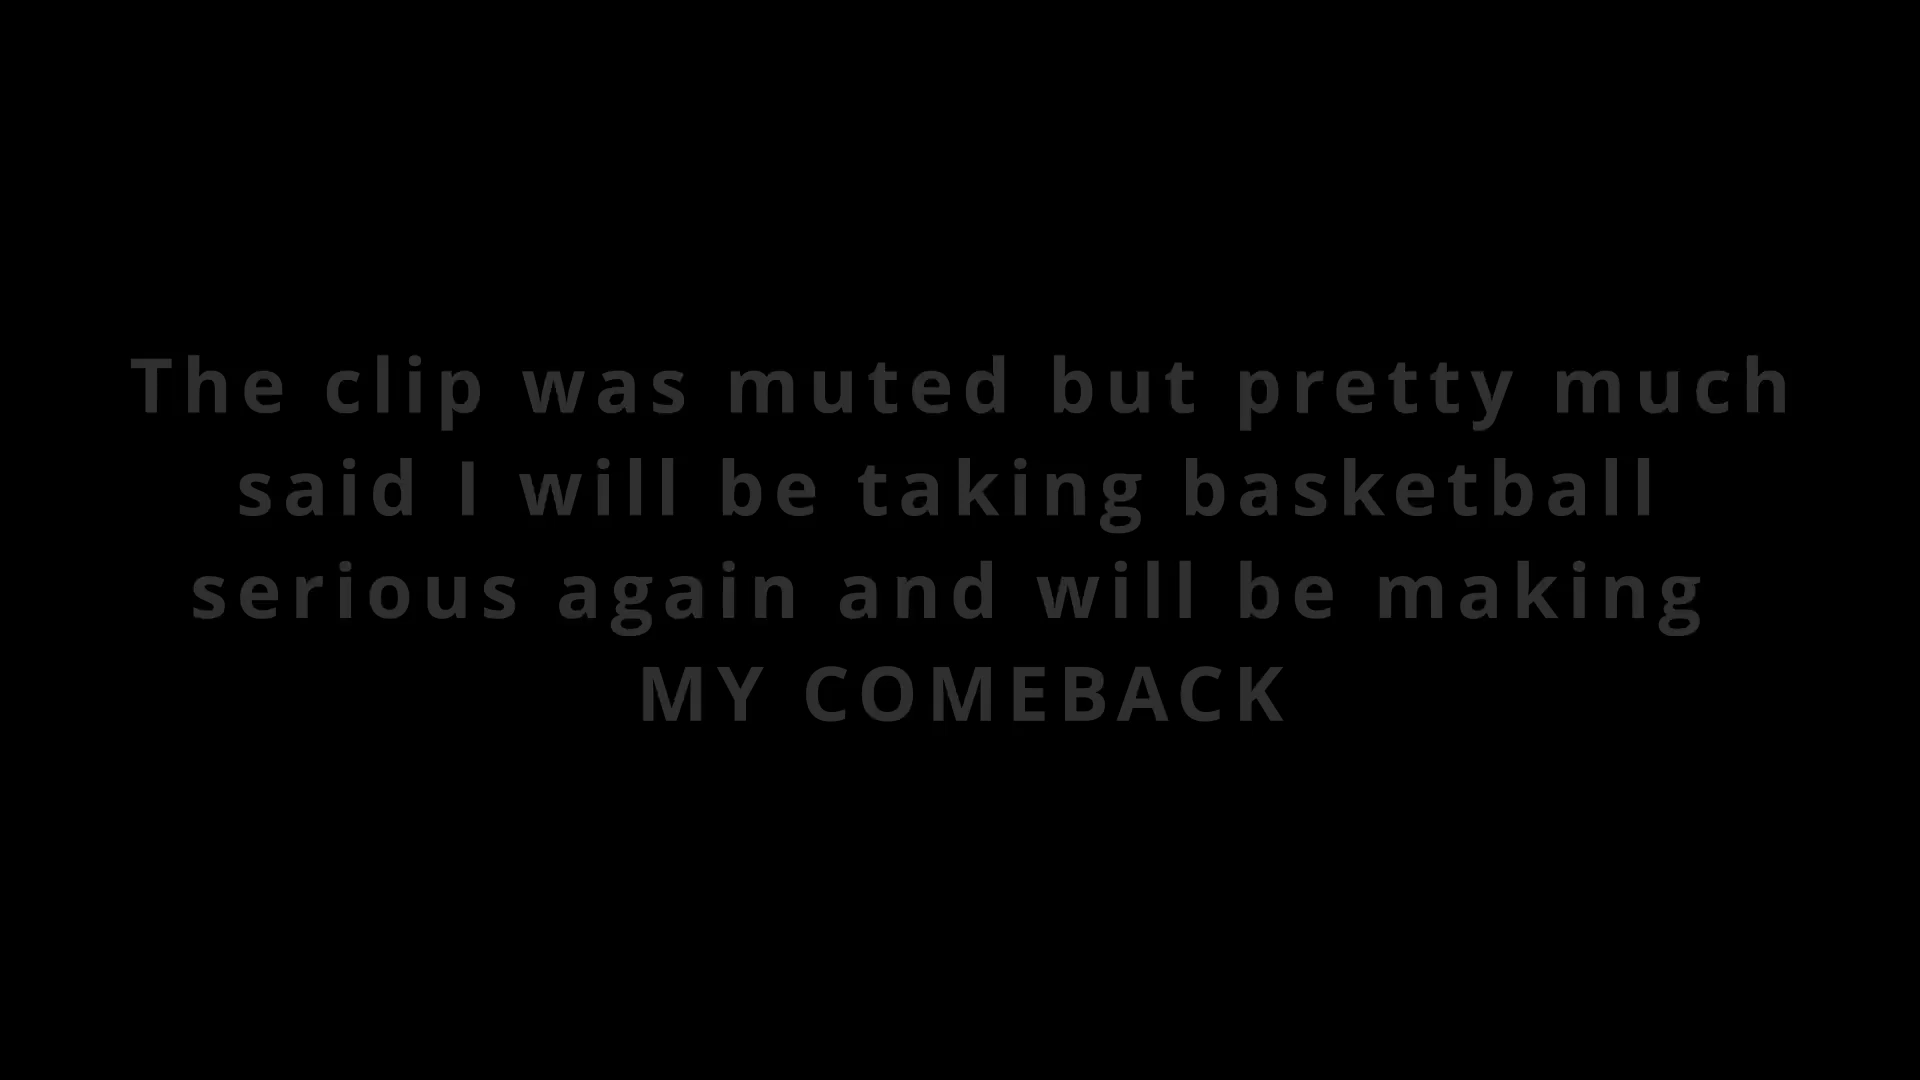 The clip was muted but pretty much
said I will be taking basketball
serious again and will be making
MY COMEBACK